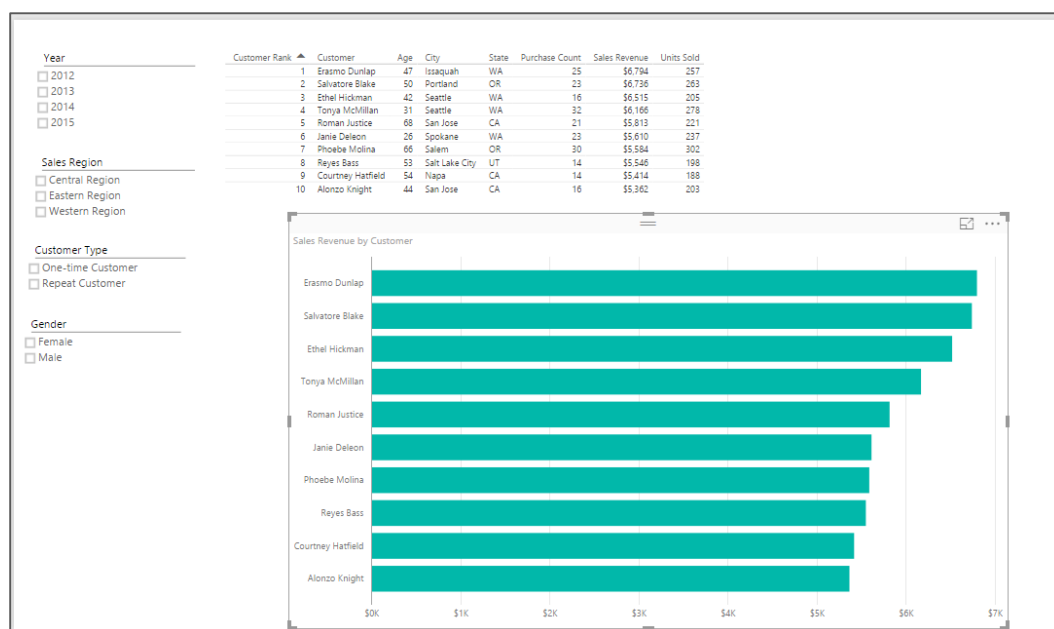 Year
2012
2013
2014
2015
Sales Region
Central Region
Eastern Region
Western Region
Customer Type
One-time Customer
Repeat Customer
Gender
Female
Male
Customer Rank Customer Age City State Purchase Count Sales Revenue Units Sold
1 Erasmo Dunlap 47 Issaquah WA 25 $6,794 257
2 Salvatore Blake 50 Portland OR 23 $6,736 263
3 Ethel Hickman 42 Seattle WA 16 $6,515 205
4 Tonya McMillan 31 Seattle WA 32 $6,166 278
5 Roman Justice 68 San Jose CA 21 $5,813 221
6 Janie Deleon 26 Spokane WA 23 $5,610 237
7 Phoebe Molina 66 Salem OR 30 $5,584 302
8 Reyes Bass 53 Salt Lake City UT 14 $5,546 198
9 Courtney Hatfield 54 Napa CA 14 $5,414 188
10 Alonzo Knight 44 San Jose CA 16 $5,362 203
Sales Revenue by Customer
Erasmo Dunlap
Salvatore Blake
Ethel Hickman
Tonya McMillan
Roman Justice
Janie Deleon
Phoebe Molina
Reyes Bass
Courtney Hatfield
Alonzo Knight
$0K $1K $2K $3K $4K $5K $6K $7K